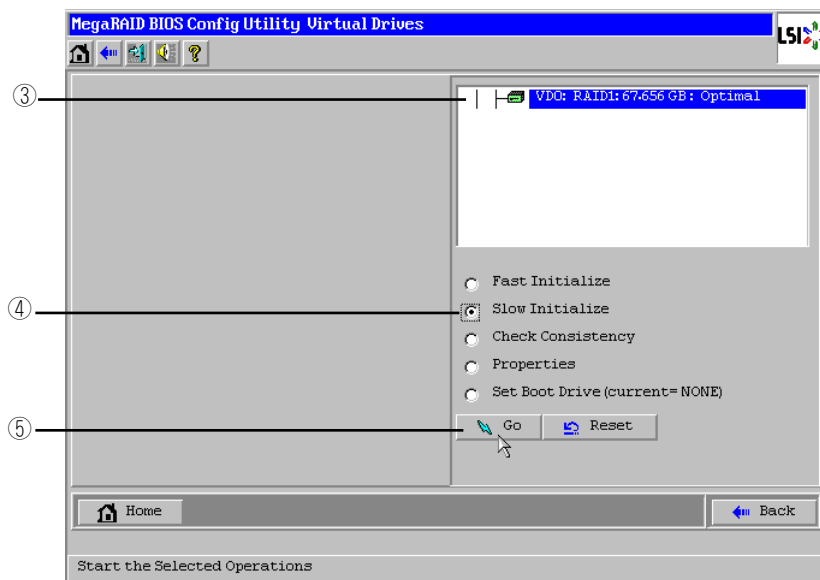 MegaRAID BIOS Config Utility Virtual Drives
LSI
③
VD0: RAID1: 67.656 GB: Optimal
Fast Initialize
④
Slow Initialize
Check Consistency
Properties
Set Boot Drive (current= NONE)
⑤
Go
Reset
Home
Back
Start the Selected Operations